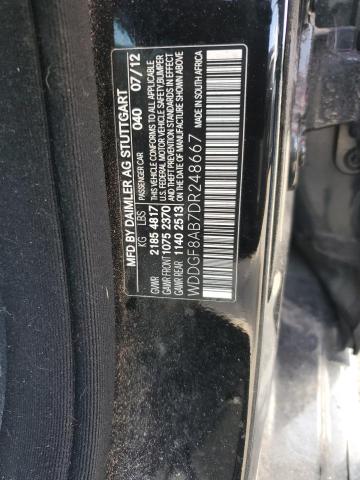 MFD BY DAIMLER AG STUTTGART
040 07/12
PASSENGER CAR
KG LBS
GVWR 2185 4817
GAWR FRONT 1075 2370
GAWR REAR 1140 2513
THIS VEHICLE CONFORMS TO ALL APPLICABLE
U.S. FEDERAL MOTOR VEHICLE SAFETY, BUMPER
AND THEFT PREVENTION STANDARDS IN EFFECT
ON THE DATE OF MANUFACTURE SHOWN ABOVE.
WDDGF8AB7DR248667
MADE IN SOUTH AFRICA